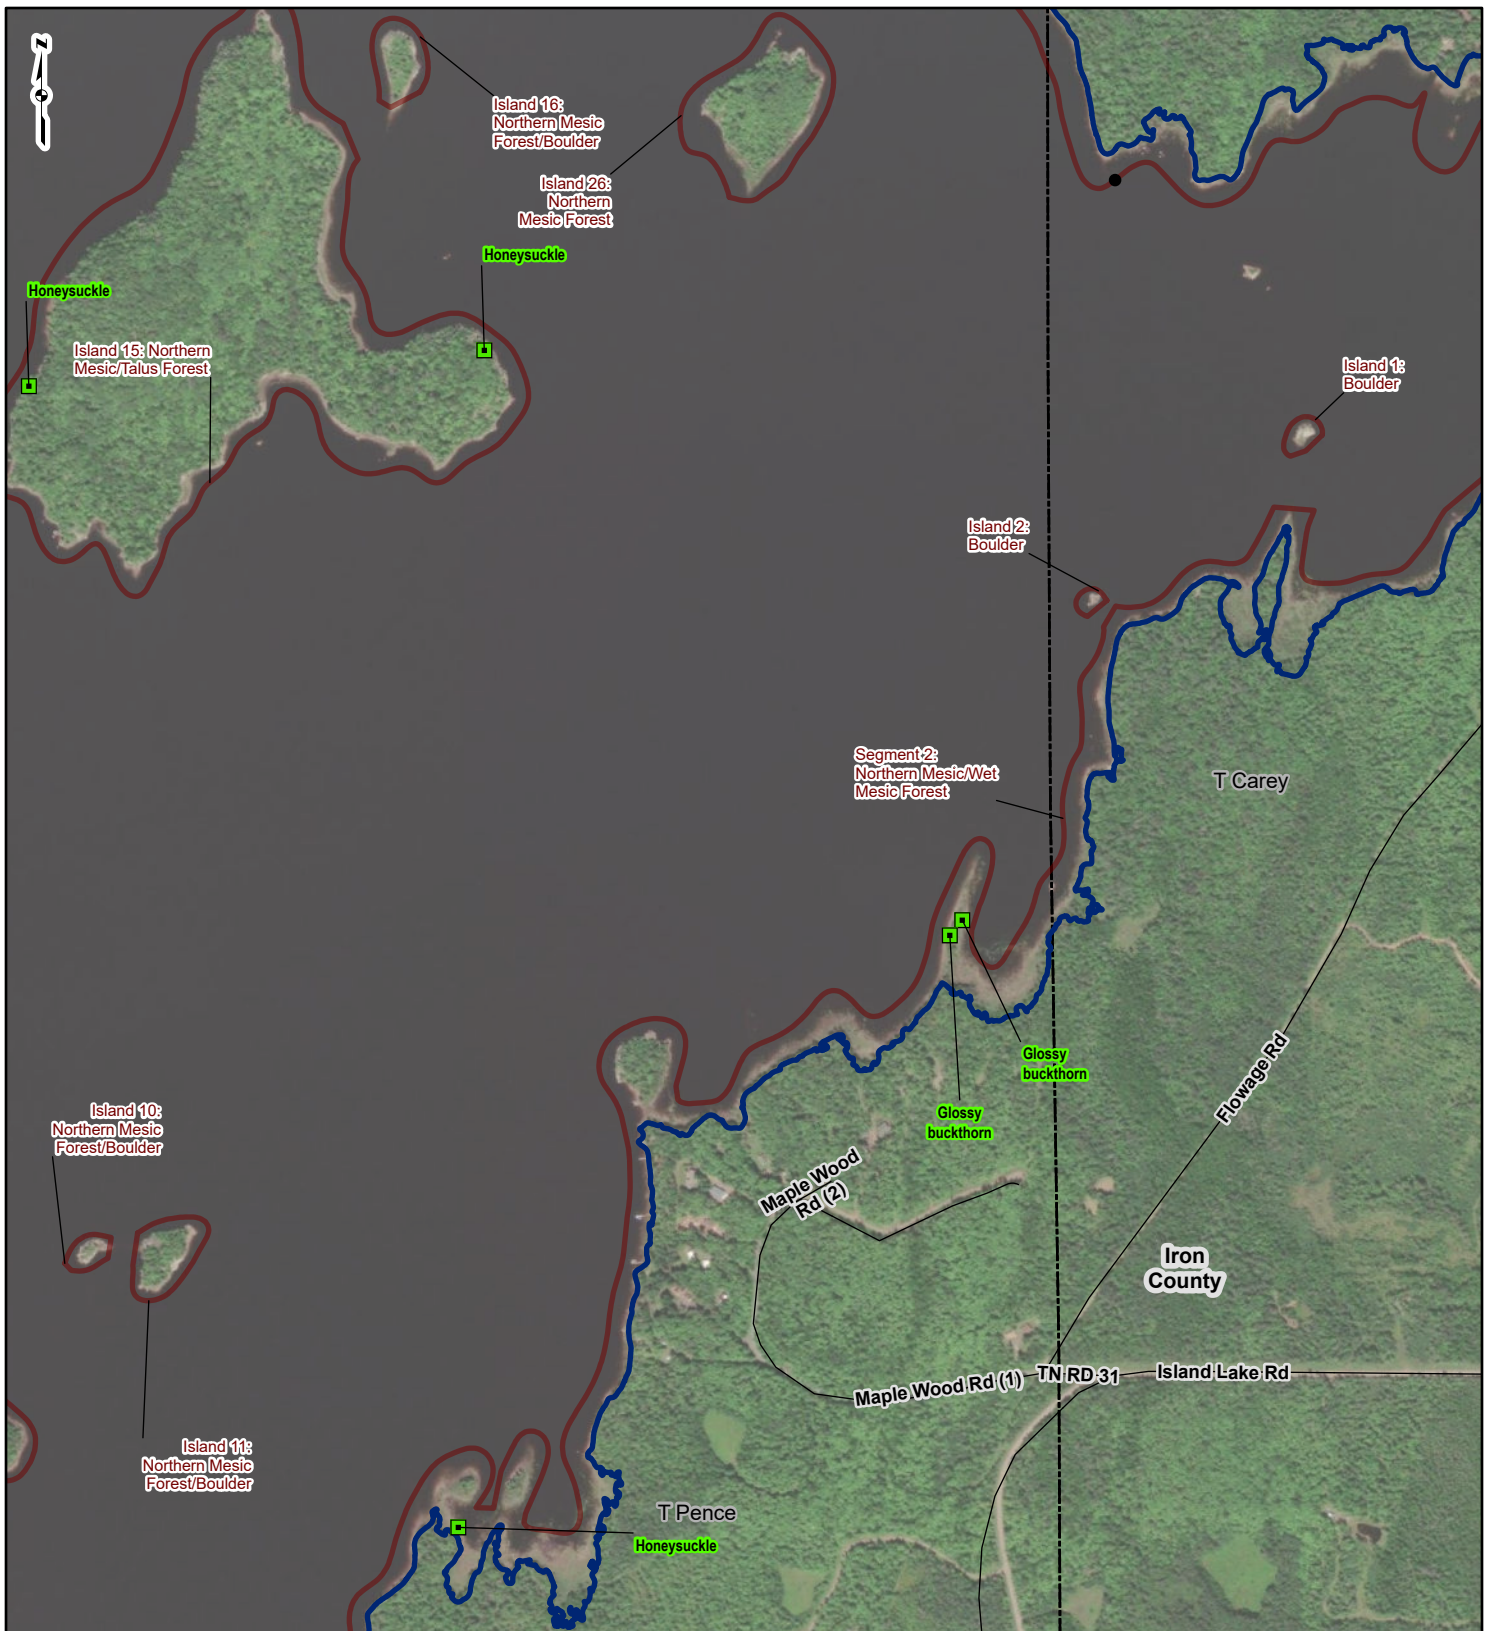 N
Island 16:
Northern Mesic
Forest/Boulder
Island 26:
Northern
Mesic Forest
Honeysuckle
Honeysuckle
Island 15: Northern
Mesic/Talus Forest
Island 1:
Boulder
Island 2:
Boulder
Segment 2:
Northern Mesic/Wet
Mesic Forest
T Carey
Glossy
buckthorn
Glossy
buckthorn
Flowage Rd
Island 10:
Northern Mesic
Forest/Boulder
Maple Wood
Rd (2)
Iron
County
Maple Wood Rd (1)
TN RD 31
Island Lake Rd
Island 11:
Northern Mesic
Forest/Boulder
T Pence
Honeysuckle